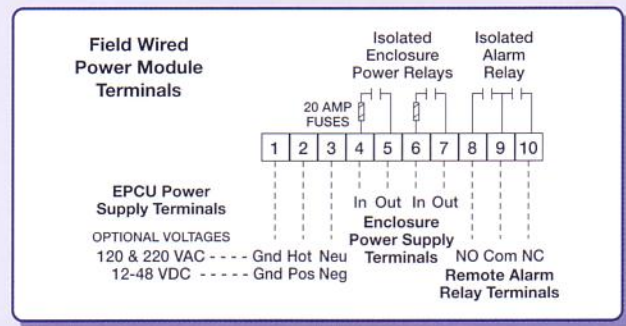 Field Wired
Power Module
Terminals
Isolated
Enclosure
Power Relays
Isolated
Alarm
Relay
20 AMP
FUSES
1 2 3 4 5 6 7 8 9 10
EPCU Power
Supply Terminals
OPTIONAL VOLTAGES
120 & 220 VAC - - - - Gnd Hot Neu
12-48 VDC - - - - - Gnd Pos Neg
In Out In Out
Enclosure
Power Supply
Terminals
NO Com NC
Remote Alarm
Relay Terminals